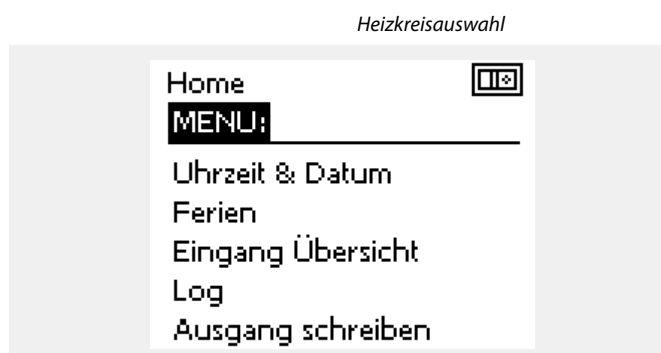 Heizkreisauswahl
Home
MENU:
Uhrzeit & Datum
Ferien
Eingang Übersicht
Log
Ausgang schreiben